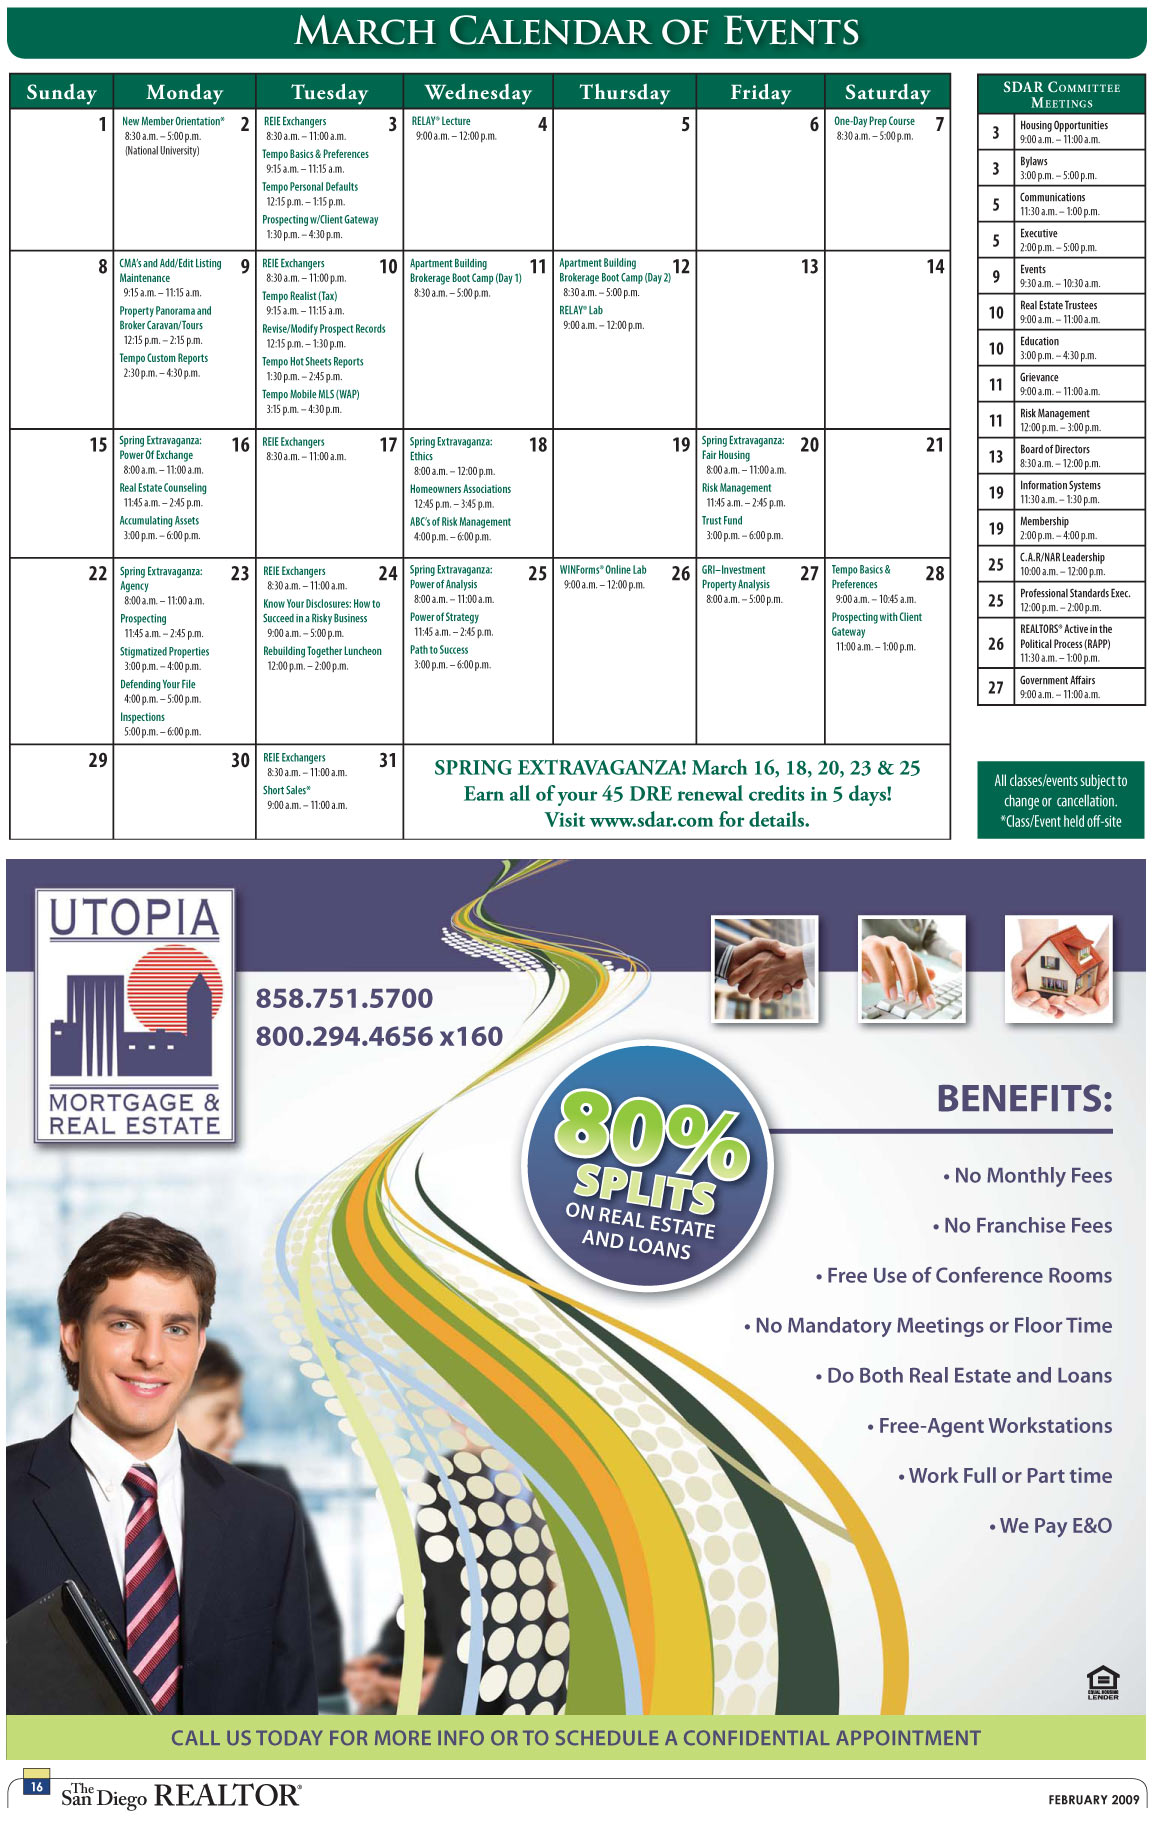 MARCH CALENDAR OF EVENTS
Sunday Monday Tuesday Wednesday Thursday Friday Saturday
1
New Member Orientation* 2
8:30 a.m. – 5:00 p.m.
(National University)
REIE Exchangers 3
8:30 a.m. – 11:00 a.m.
Tempo Basics & Preferences
9:15 a.m. – 11:15 a.m.
Tempo Personal Defaults
12:15 p.m. – 1:15 p.m.
Prospecting w/Client Gateway
1:30 p.m. – 4:30 p.m.
RELAY® Lecture 4
9:00 a.m. – 12:00 p.m.
5
6
One-Day Prep Course 7
8:30 a.m. – 5:00 p.m.
8
CMA's and Add/Edit Listing 9
Maintenance
9:15 a.m. – 11:15 a.m.
Property Panorama and
Broker Caravan/Tours
12:15 p.m. – 2:15 p.m.
Tempo Custom Reports
2:30 p.m. – 4:30 p.m.
REIE Exchangers 10
8:30 a.m. – 11:00 p.m.
Tempo Realist (Tax)
9:15 a.m. – 11:15 a.m.
Revise/Modify Prospect Records
12:15 p.m. – 1:30 p.m.
Tempo Hot Sheets Reports
1:30 p.m. – 2:45 p.m.
Tempo Mobile MLS (WAP)
3:15 p.m. – 4:30 p.m.
Apartment Building 11
Brokerage Boot Camp (Day 1)
8:30 a.m. – 5:00 p.m.
Apartment Building 12
Brokerage Boot Camp (Day 2)
8:30 a.m. – 5:00 p.m.
RELAY® Lab
9:00 a.m. – 12:00 p.m.
13
14
15
Spring Extravaganza: 16
Power Of Exchange
8:00 a.m. – 11:00 a.m.
Real Estate Counseling
11:45 a.m. – 2:45 p.m.
Accumulating Assets
3:00 p.m. – 6:00 p.m.
REIE Exchangers 17
8:30 a.m. – 11:00 a.m.
Spring Extravaganza: 18
Ethics
8:00 a.m. – 12:00 p.m.
Homeowners Associations
12:45 p.m. – 3:45 p.m.
ABC's of Risk Management
4:00 p.m. – 6:00 p.m.
19
Spring Extravaganza: 20
Fair Housing
8:00 a.m. – 11:00 a.m.
Risk Management
11:45 a.m. – 2:45 p.m.
Trust Fund
3:00 p.m. – 6:00 p.m.
21
22
Spring Extravaganza: 23
Agency
8:00 a.m. – 11:00 a.m.
Prospecting
11:45 a.m. – 2:45 p.m.
Stigmatized Properties
3:00 p.m. – 4:00 p.m.
Defending Your File
4:00 p.m. – 5:00 p.m.
Inspections
5:00 p.m. – 6:00 p.m.
REIE Exchangers 24
8:30 a.m. – 11:00 a.m.
Know Your Disclosures: How to
Succeed in a Risky Business
9:00 a.m. – 5:00 p.m.
Rebuilding Together Luncheon
12:00 p.m. – 2:00 p.m.
Spring Extravaganza: 25
Power of Analysis
8:00 a.m. – 11:00 a.m.
Power of Strategy
11:45 a.m. – 2:45 p.m.
Path to Success
3:00 p.m. – 6:00 p.m.
WINForms® Online Lab 26
9:00 a.m. – 12:00 p.m.
GRI–Investment 27
Property Analysis
8:00 a.m. – 5:00 p.m.
Tempo Basics & 28
Preferences
9:00 a.m. – 10:45 a.m.
Prospecting with Client
Gateway
11:00 a.m. – 1:00 p.m.
29
30
REIE Exchangers 31
8:30 a.m. – 11:00 a.m.
Short Sales*
9:00 a.m. – 11:00 a.m.
SPRING EXTRAVAGANZA! March 16, 18, 20, 23 & 25
Earn all of your 45 DRE renewal credits in 5 days!
Visit www.sdar.com for details.
SDAR COMMITTEE
MEETINGS
3 Housing Opportunities
9:00 a.m. – 11:00 a.m.
3 Bylaws
3:00 p.m. – 5:00 p.m.
5 Communications
11:30 a.m. – 1:00 p.m.
5 Executive
2:00 p.m. – 5:00 p.m.
9 Events
9:30 a.m. – 10:30 a.m.
10 Real Estate Trustees
9:00 a.m. – 11:00 a.m.
10 Education
3:00 p.m. – 4:30 p.m.
11 Grievance
9:00 a.m. – 11:00 a.m.
11 Risk Management
12:00 p.m. – 3:00 p.m.
13 Board of Directors
8:30 a.m. – 12:00 p.m.
19 Information Systems
11:30 a.m. – 1:30 p.m.
19 Membership
2:00 p.m. – 4:00 p.m.
25 C.A.R/NAR Leadership
10:00 a.m. – 12:00 p.m.
25 Professional Standards Exec.
12:00 p.m. – 2:00 p.m.
26 REALTORS® Active in the
Political Process (RAPP)
11:30 a.m. – 1:00 p.m.
27 Government Affairs
9:00 a.m. – 11:00 a.m.
All classes/events subject to
change or cancellation.
*Class/Event held off-site
UTOPIA
MORTGAGE &
REAL ESTATE
858.751.5700
800.294.4656 x160
80%
SPLITS
ON REAL ESTATE
AND LOANS
BENEFITS:
• No Monthly Fees
• No Franchise Fees
• Free Use of Conference Rooms
• No Mandatory Meetings or Floor Time
• Do Both Real Estate and Loans
• Free-Agent Workstations
• Work Full or Part time
• We Pay E&O
EQUAL HOUSING
LENDER
CALL US TODAY FOR MORE INFO OR TO SCHEDULE A CONFIDENTIAL APPOINTMENT
16 The San Diego REALTOR®
FEBRUARY 2009